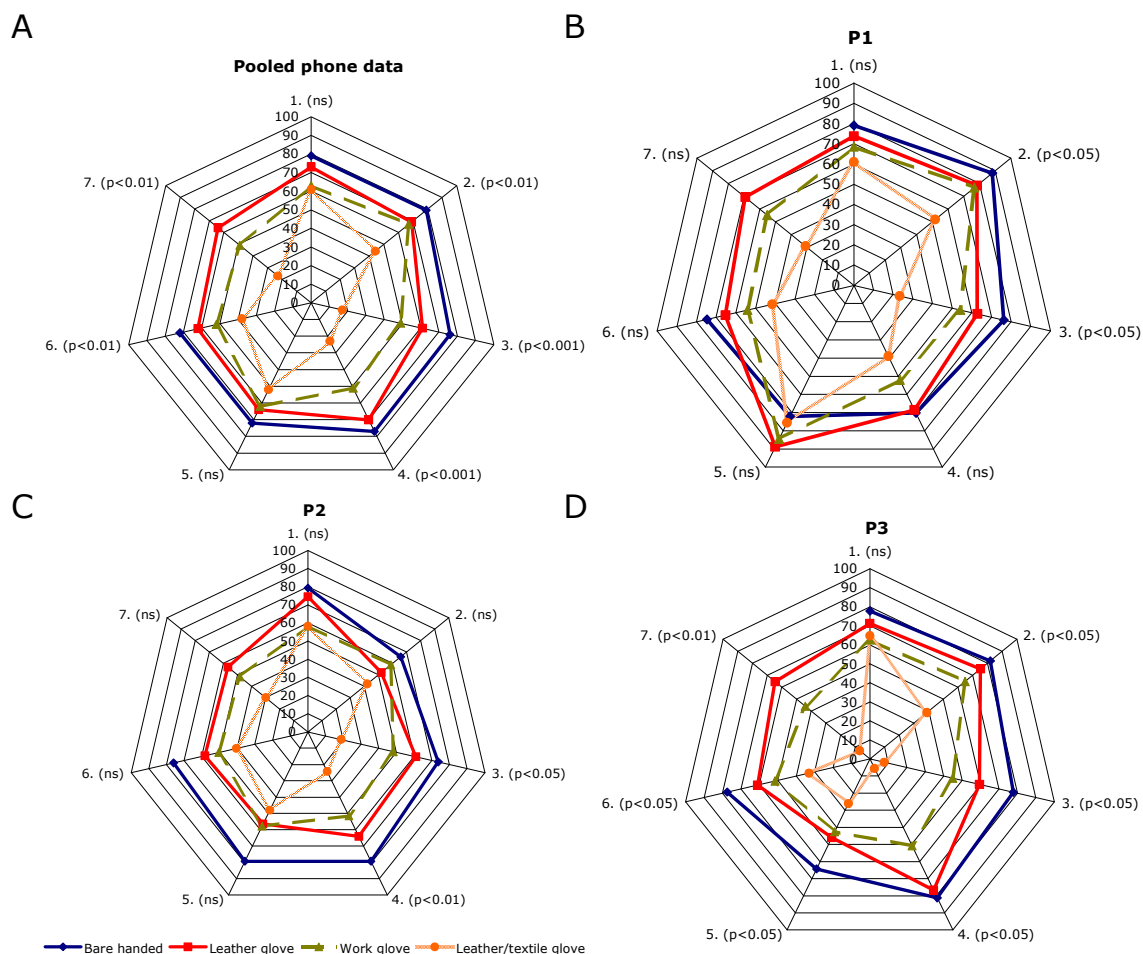 A
Pooled phone data
1. (ns)
100
90
80
70
60
50
40
30
20
10
0
2. (p<0.01)
3. (p<0.001)
4. (p<0.001)
5. (ns)
6. (p<0.01)
7. (p<0.01)
B
P1
1. (ns)
100
90
80
70
60
50
40
30
20
10
0
2. (p<0.05)
3. (p<0.05)
4. (ns)
5. (ns)
6. (ns)
7. (ns)
C
P2
1. (ns)
100
90
80
70
60
50
40
30
20
10
0
2. (ns)
3. (p<0.05)
4. (p<0.01)
5. (ns)
6. (ns)
7. (ns)
D
P3
1. (ns)
100
90
80
70
60
50
40
30
20
10
0
2. (p<0.05)
3. (p<0.05)
4. (p<0.05)
5. (p<0.05)
6. (p<0.05)
7. (p<0.01)
Bare handed Leather glove Work glove Leather/textile glove